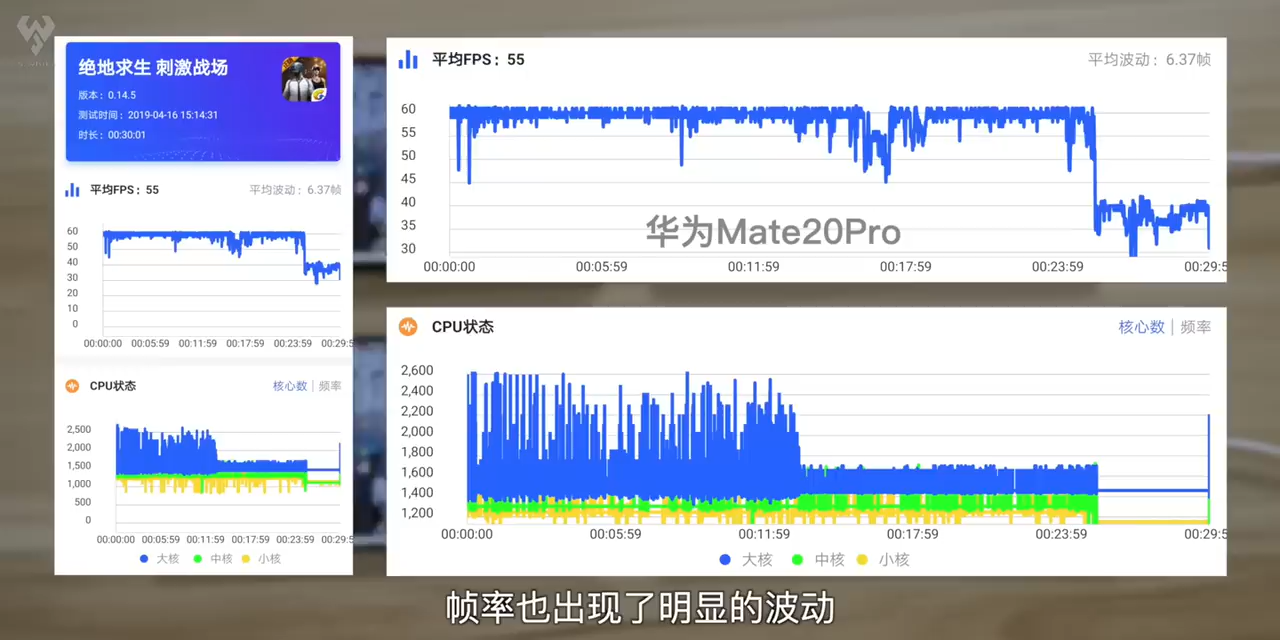 绝地求生 刺激战场
版本：0.14.5
测试时间：2019-04-16 15:14:31
时长：00:30:01
平均FPS：55
平均波动：6.37帧
60
50
40
30
20
10
0
00:00:00 00:05:59 00:11:59 00:17:59 00:23:59 00:29:5
CPU状态
核心数 | 频率
2,500
2,000
1,500
1,000
500
0
00:00:00 00:05:59 00:11:59 00:17:59 00:23:59 00:29:5
大核 中核 小核
平均FPS：55
平均波动：6.37帧
60
55
50
45
40
35
30
华为Mate20Pro
00:00:00 00:05:59 00:11:59 00:17:59 00:23:59 00:29:5
CPU状态
核心数 | 频率
2,600
2,400
2,200
2,000
1,800
1,600
1,400
1,200
00:00:00 00:05:59 00:11:59 00:17:59 00:23:59 00:29:5
大核 中核 小核
帧率也出现了明显的波动